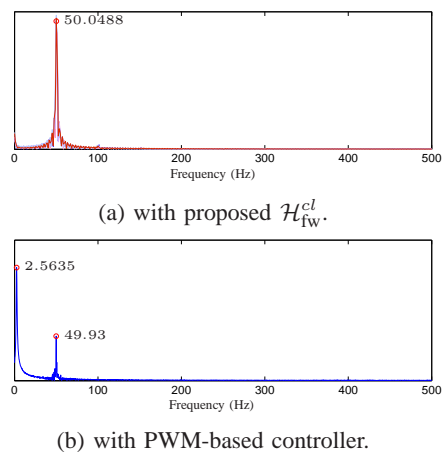 50.0488
0 100 200 300 400 500
Frequency (Hz)
(a) with proposed $\mathcal{H}_{\mathrm{fw}}^{cl}$.
2.5635
49.93
0 100 200 300 400 500
Frequency (Hz)
(b) with PWM-based controller.